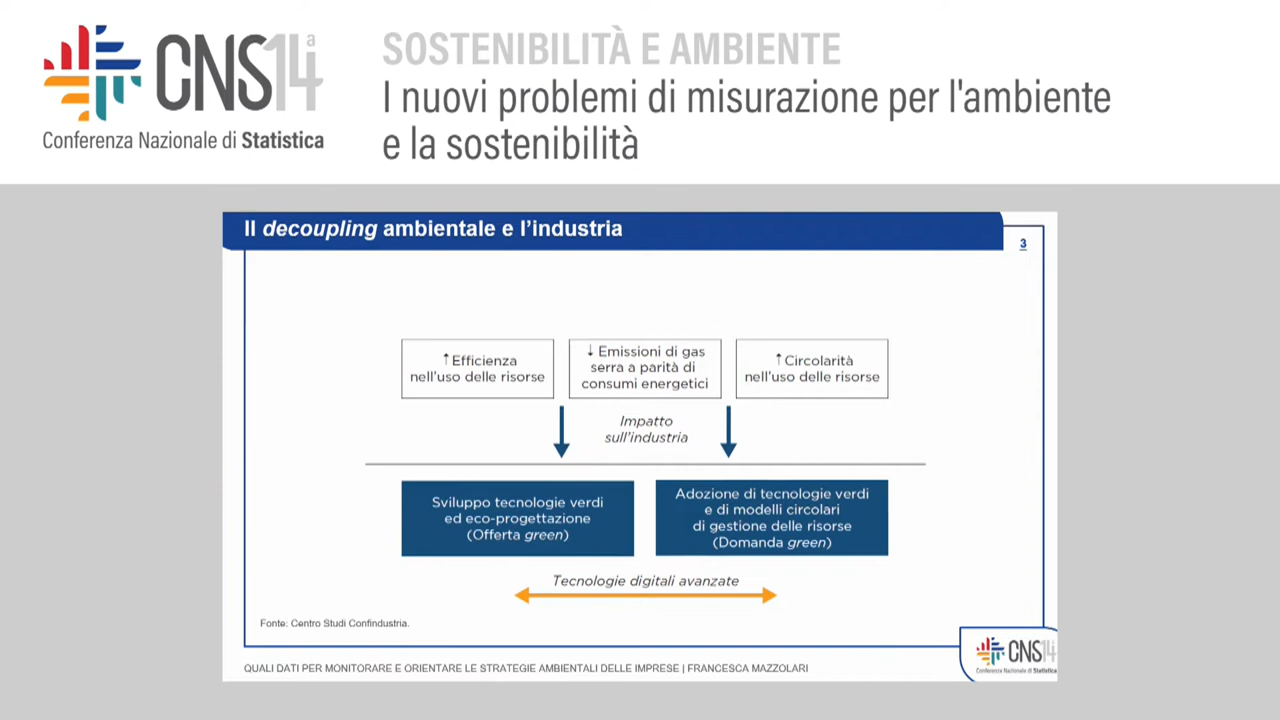 CNS14ª
Conferenza Nazionale di Statistica
SOSTENIBILITÀ E AMBIENTE
I nuovi problemi di misurazione per l'ambiente
e la sostenibilità
Il decoupling ambientale e l’industria
3
↑Efficienza
nell’uso delle risorse
↓ Emissioni di gas
serra a parità di
consumi energetici
↑Circolarità
nell’uso delle risorse
Impatto
sull’industria
Sviluppo tecnologie verdi
ed eco-progettazione
(Offerta green)
Adozione di tecnologie verdi
e di modelli circolari
di gestione delle risorse
(Domanda green)
Tecnologie digitali avanzate
Fonte: Centro Studi Confindustria.
QUALI DATI PER MONITORARE E ORIENTARE LE STRATEGIE AMBIENTALI DELLE IMPRESE | FRANCESCA MAZZOLARI
CNS14
Conferenza Nazionale di Statistica